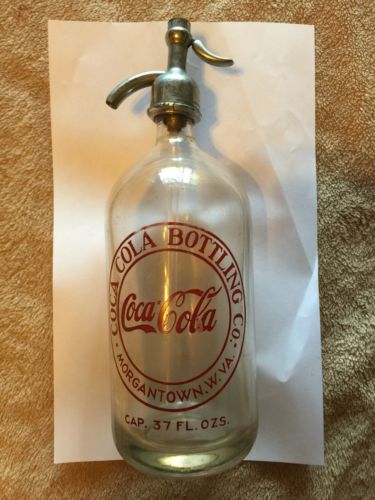 COCA COLA BOTTLING CO.
Coca-Cola
MORGANTOWN.W.VA.
CAP. 37 FL.OZS.